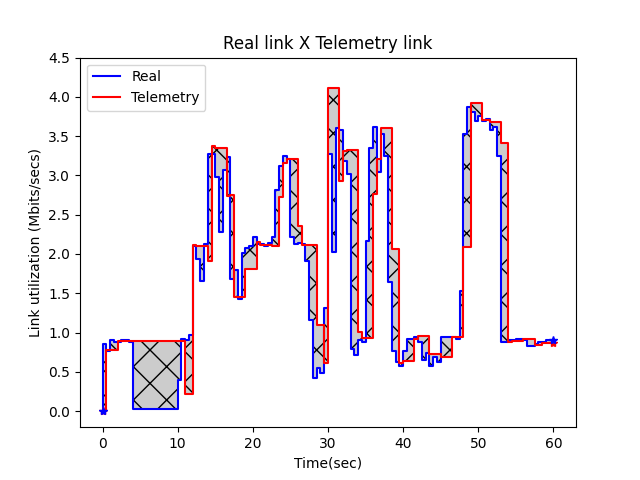 Real link X Telemetry link
Real
Telemetry
Link utilization (Mbits/secs)
4.5
4.0
3.5
3.0
2.5
2.0
1.5
1.0
0.5
0.0
0 10 20 30 40 50 60
Time(sec)